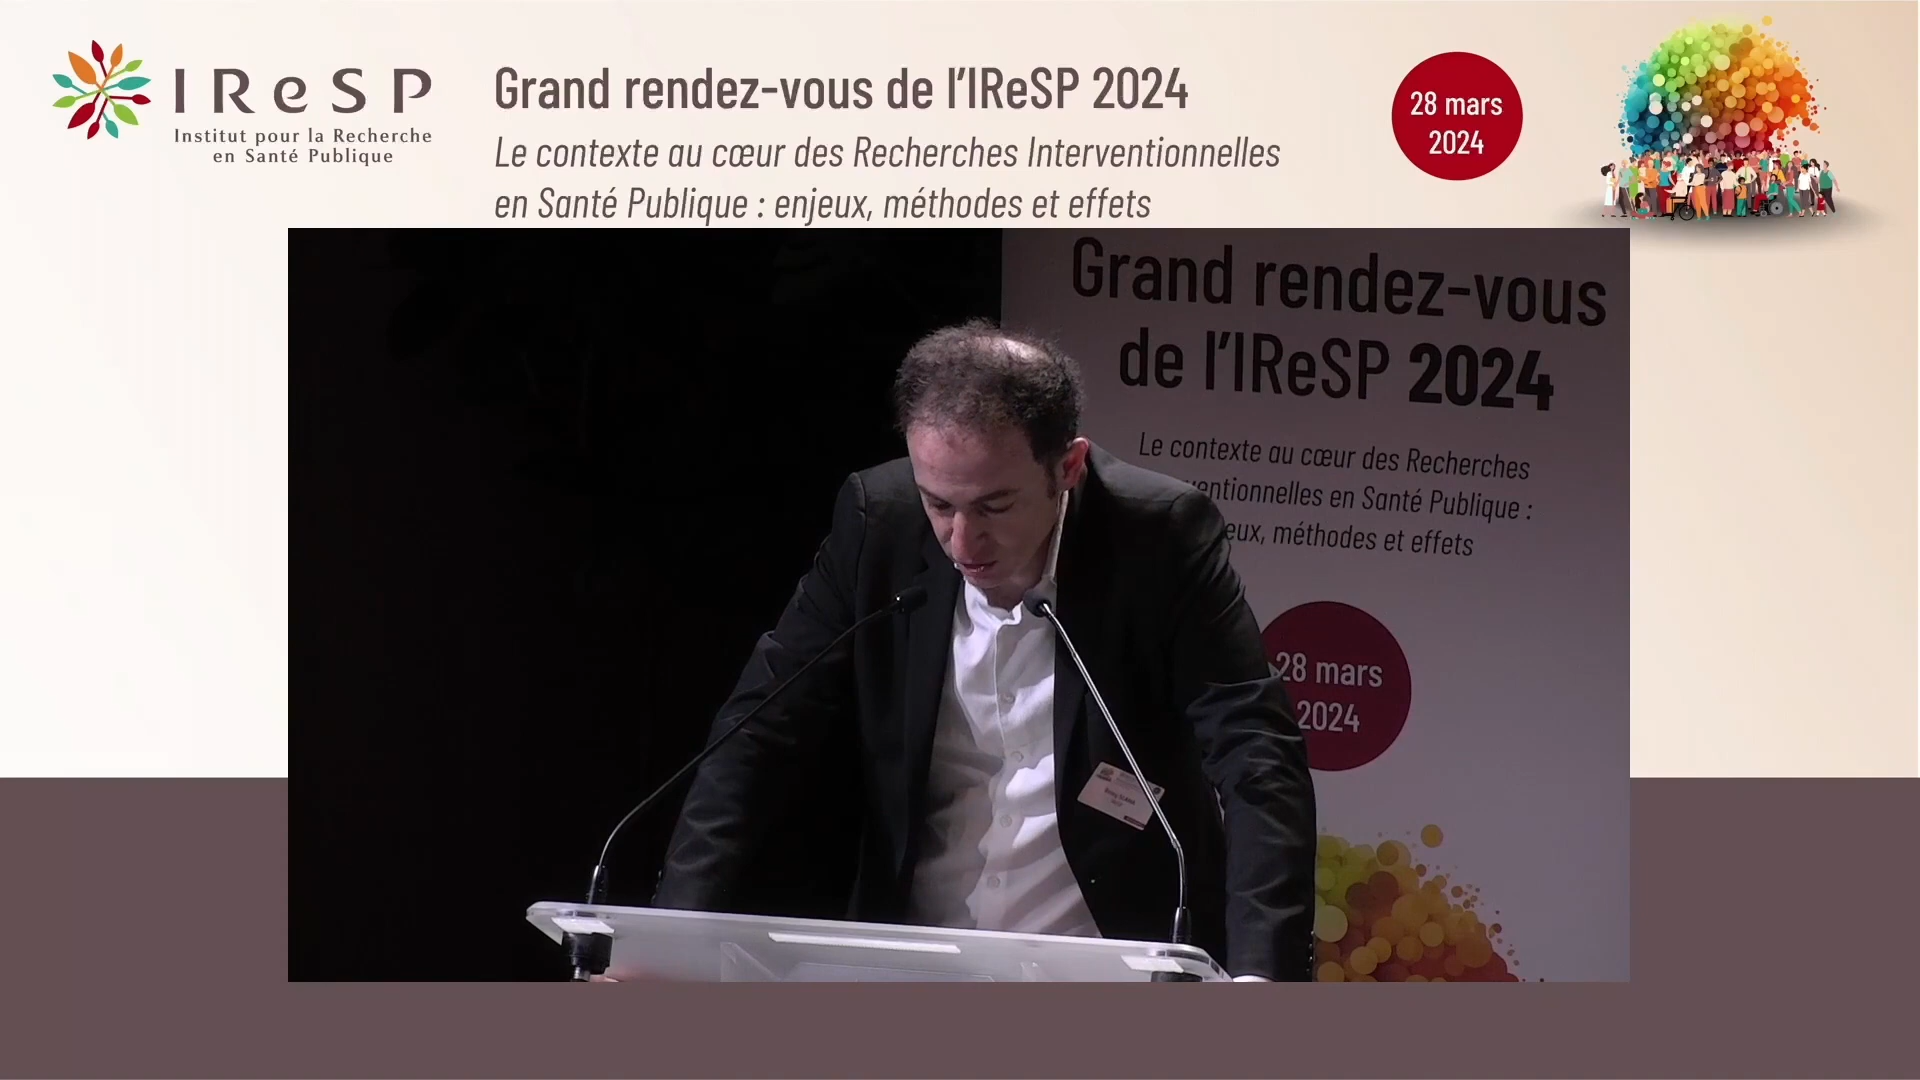 IReSP
Institut pour la Recherche
en Santé Publique
Grand rendez-vous de l'IReSP 2024
Le contexte au cœur des Recherches Interventionnelles
en Santé Publique : enjeux, méthodes et effets
28 mars
2024
Grand rendez-vous
de l'IReSP 2024
Le contexte au cœur des Recherches
ventionnelles en Santé Publique :
eux, méthodes et effets
28 mars
2024